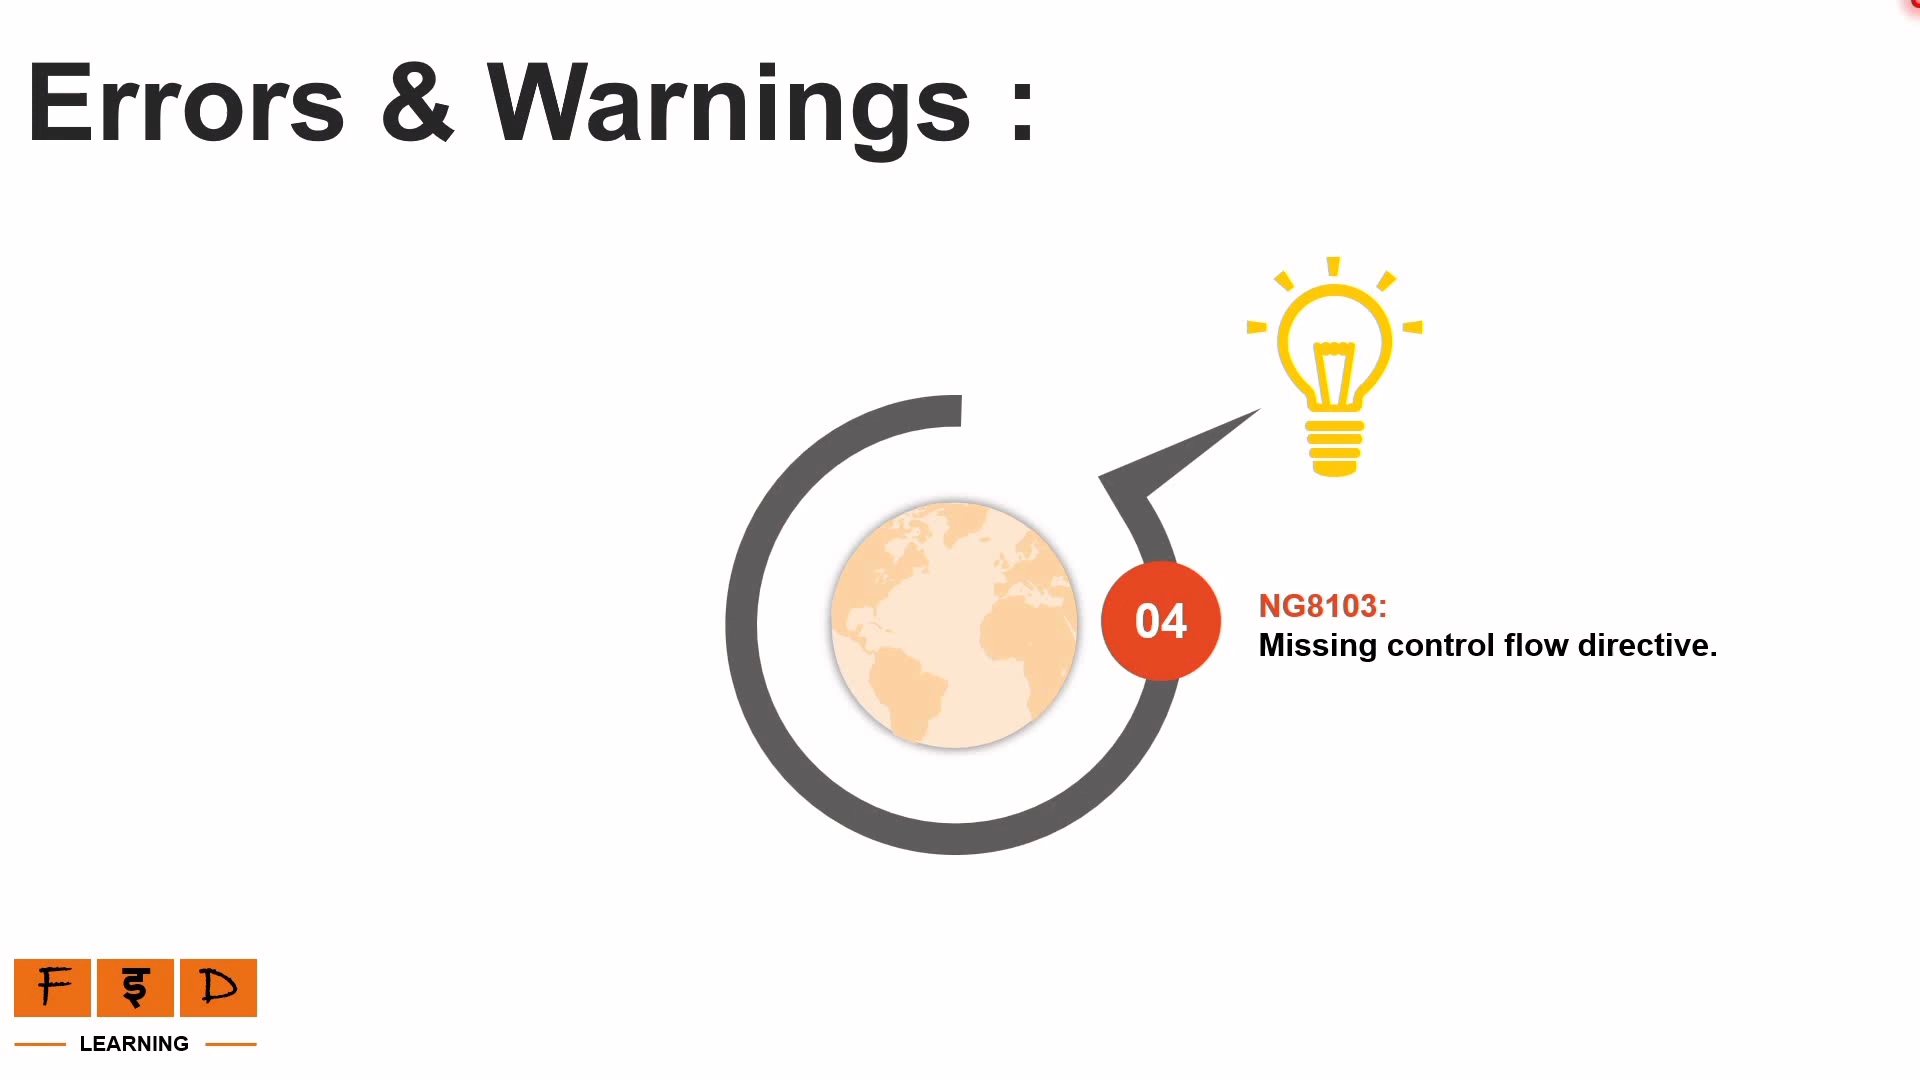 Errors & Warnings :
04
NG8103:
Missing control flow directive.
F इ D
LEARNING